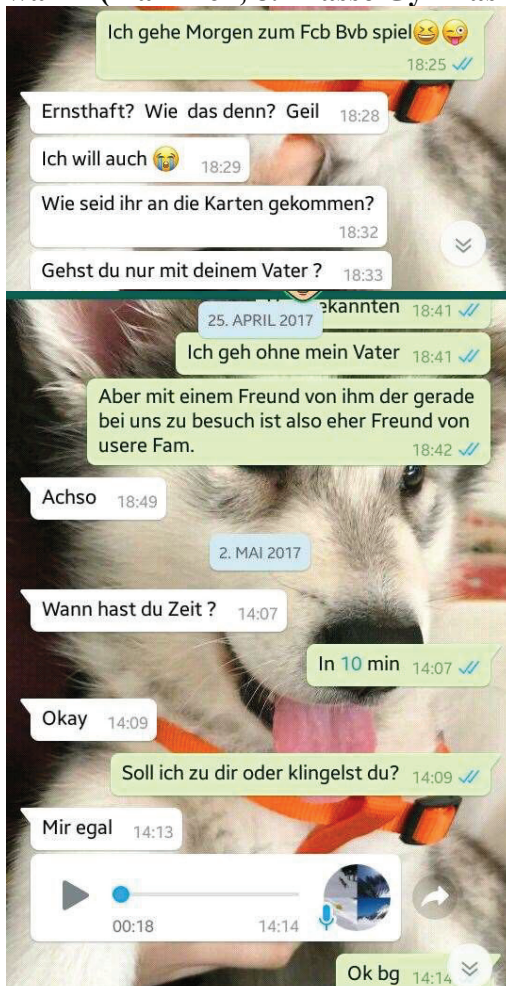 Ich gehe Morgen zum Fcb Bvb spiel😆😜
18:25
Ernsthaft? Wie das denn? Geil 18:28
Ich will auch 😭 18:29
Wie seid ihr an die Karten gekommen?
18:32
Gehst du nur mit deinem Vater ? 18:33
ekannten 18:41
25. APRIL 2017
Ich geh ohne mein Vater 18:41
Aber mit einem Freund von ihm der gerade
bei uns zu besuch ist also eher Freund von
usere Fam. 18:42
Achso 18:49
2. MAI 2017
Wann hast du Zeit ? 14:07
In 10 min 14:07
Okay 14:09
Soll ich zu dir oder klingelst du? 14:09
Mir egal 14:13
00:18 14:14
Ok bg 14:14